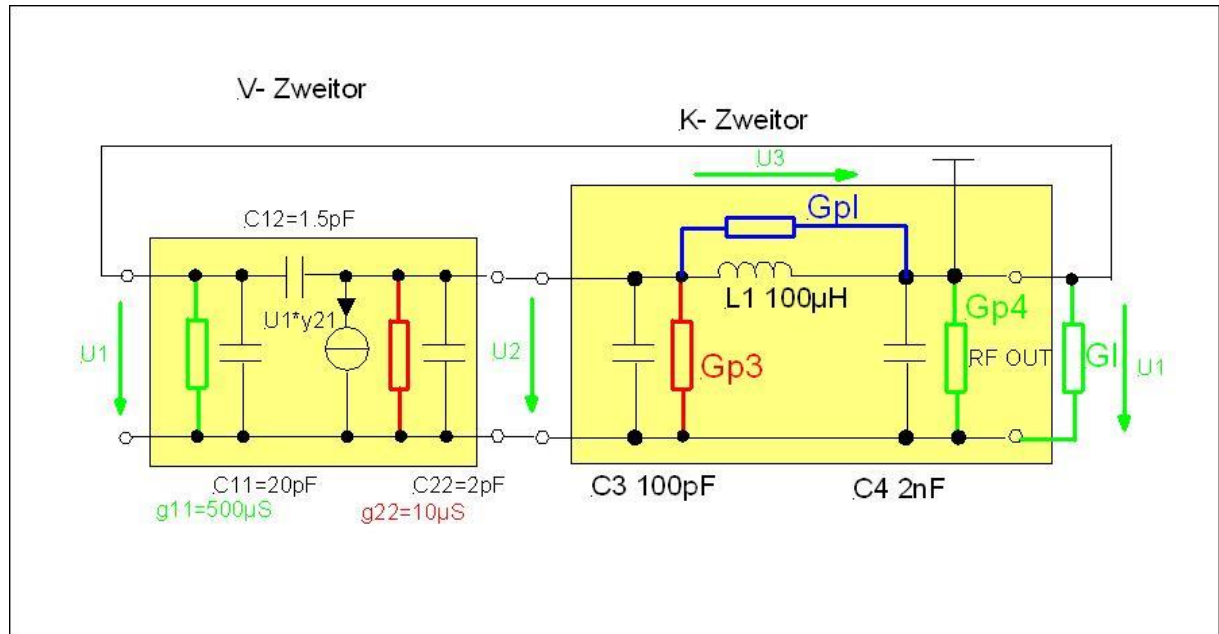 V- Zweitor
K- Zweitor
U3
Gpl
C12=1.5pF
L1 100µH
U1*y21
U1
U2
Gp3
Gp4
RF OUT
Gl
U1
C11=20pF
C22=2pF
C3 100pF
C4 2nF
g11=500µS
g22=10µS